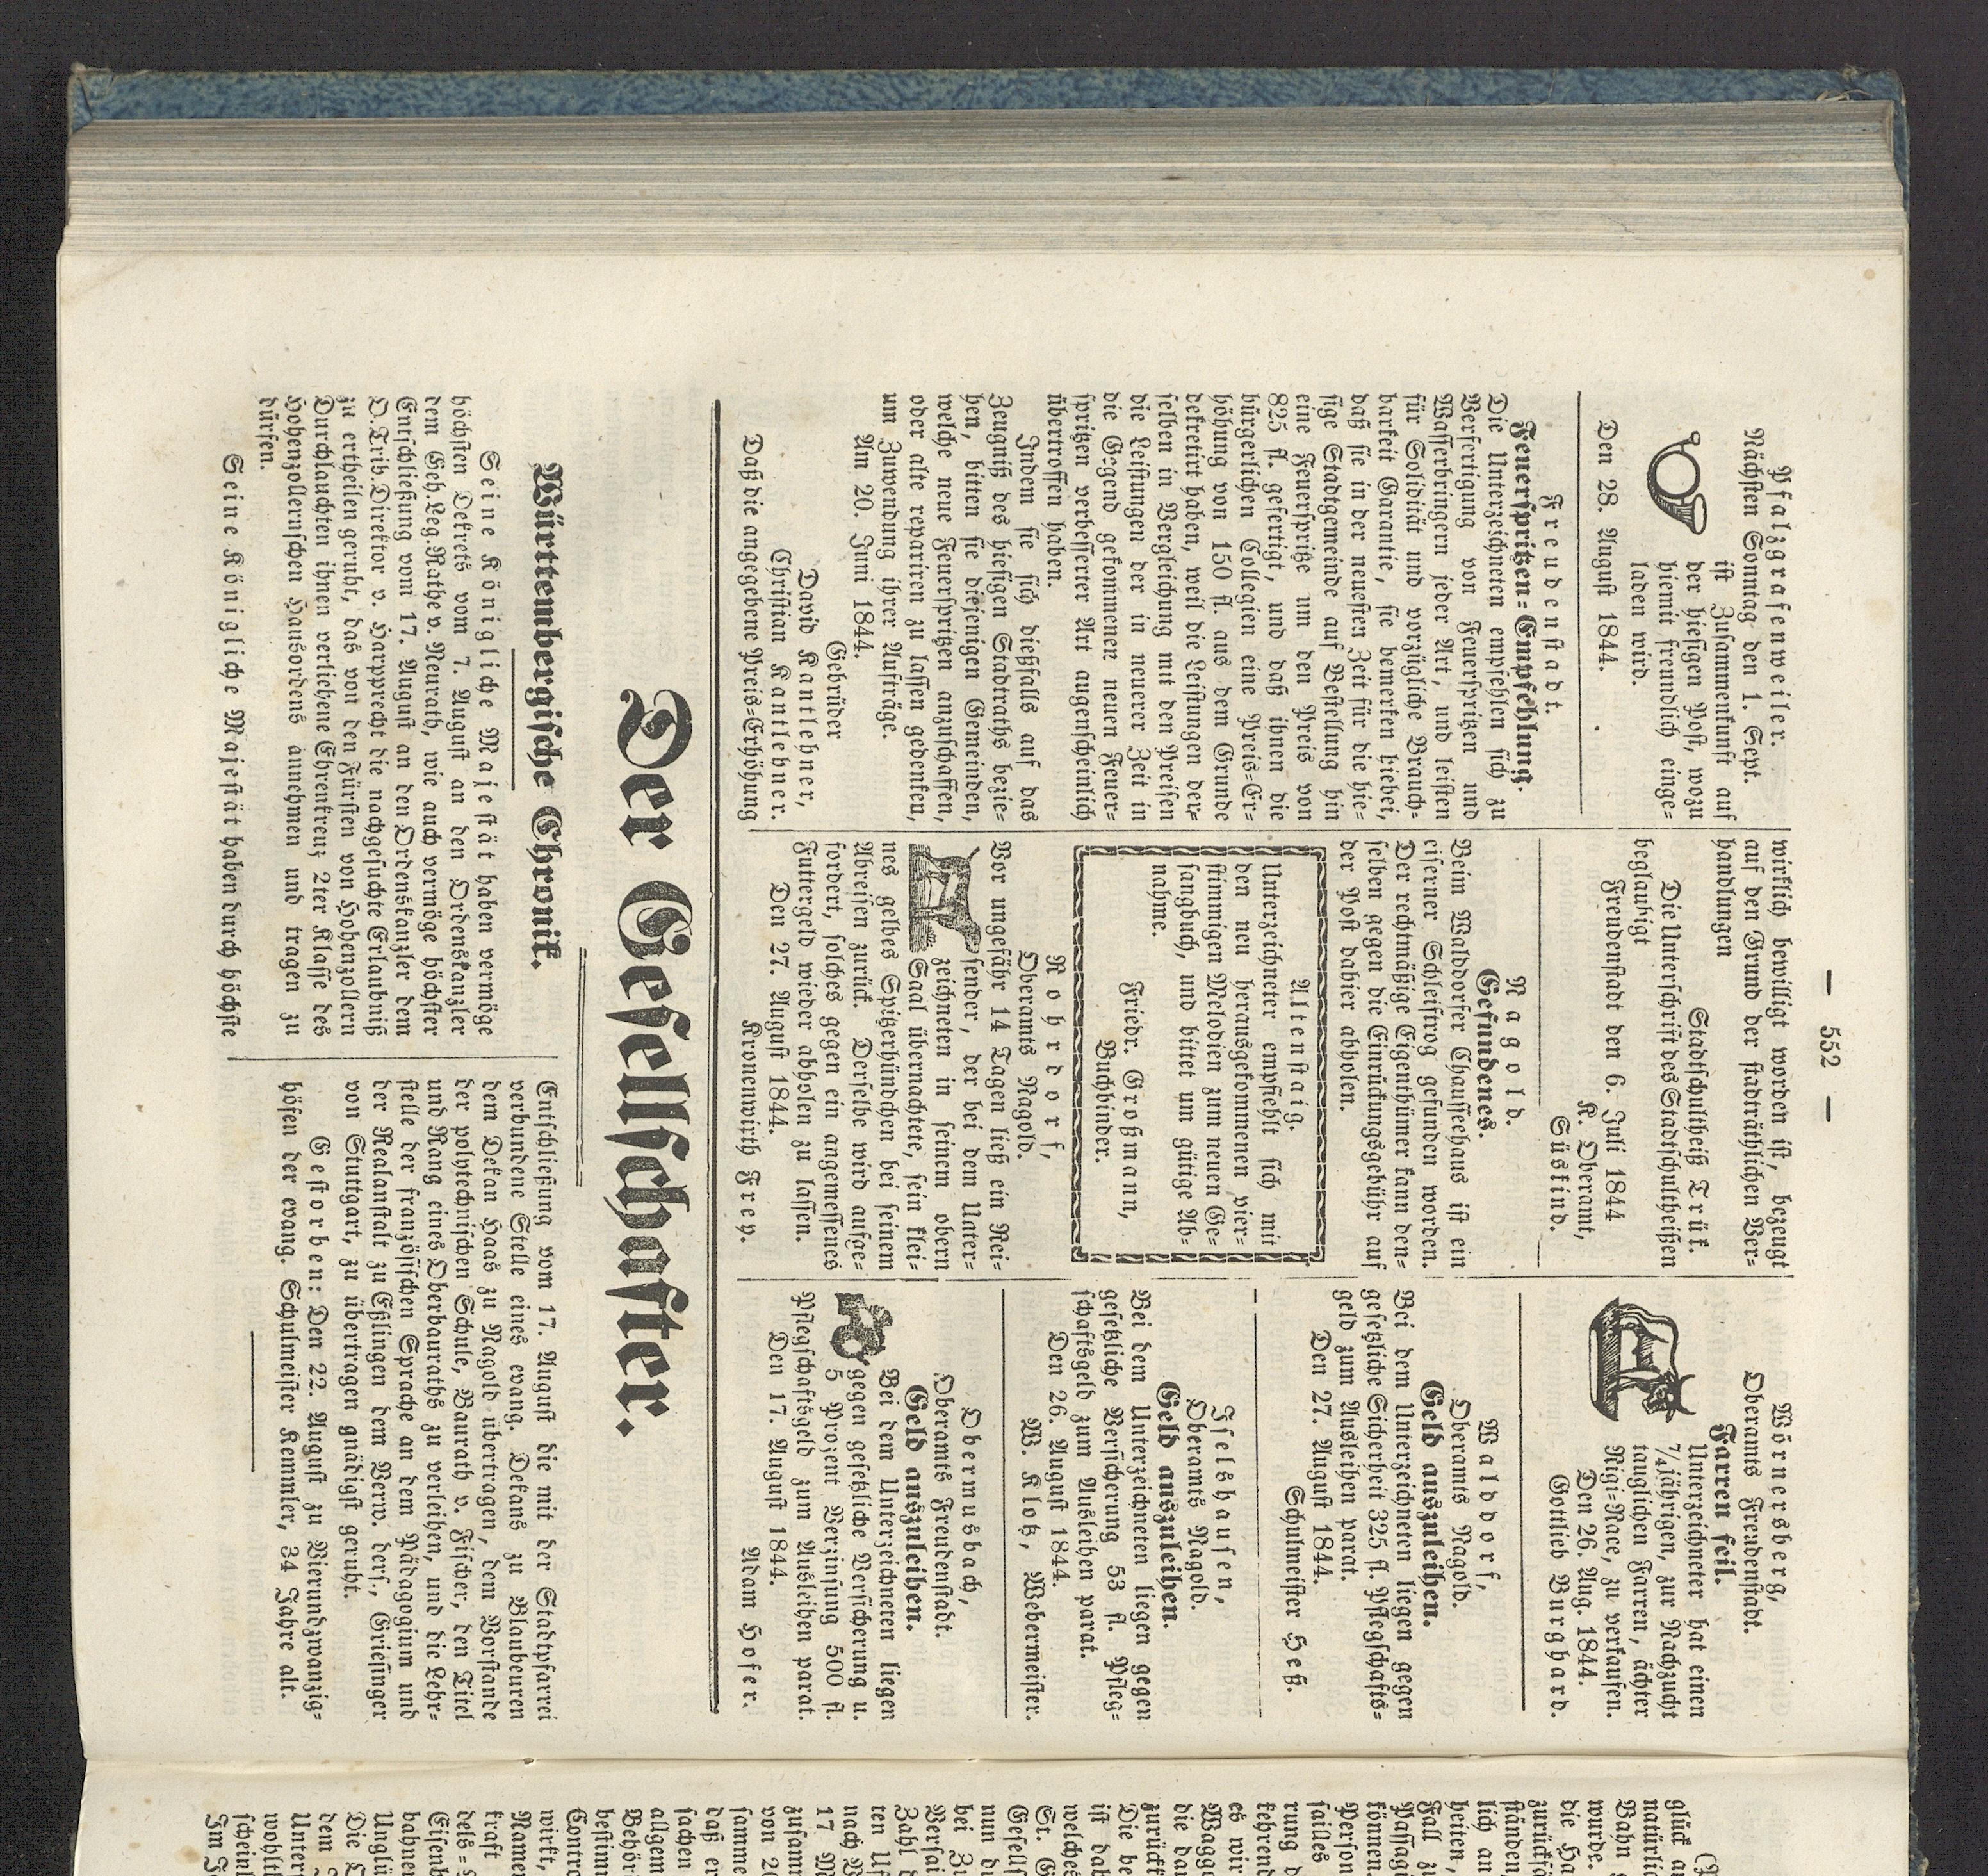 — 552 —
Pfalzgrafenweiler.
Nächsten Sonntag den 1. Sept.
ist Zusammenkunft auf
der hiesigen Post, wozu
hiemit freundlich einge-
laden wird.
Den 28. August 1844.
Freudenstadt.
Feuerspritzen-Empfehlung.
Die Unterzeichneten empfehlen sich zu
Verfertigung von Feuerspritzen und
Wasserbringern jeder Art, und leisten
für Solidität und vorzügliche Brauch-
barkeit Garantie, sie bemerken hiebei,
daß sie in der neuesten Zeit für die hie-
sige Stadtgemeinde auf Bestellung hin
eine Feuerspritze um den Preis von
825 fl. gefertigt, und daß ihnen die
bürgerlichen Collegien eine Preis-Er-
höhung von 150 fl. aus dem Grunde
dekretirt haben, weil die Leistungen der-
selben in Vergleichung mit den Preisen
die Leistungen der in neuerer Zeit in
die Gegend gekommenen neuen Feuer-
spritzen verbesserter Art augenscheinlich
übertroffen haben.
Indem sie sich dießfalls auf das
Zeugniß des hiesigen Stadtraths bezie-
hen, bitten sie diejenigen Gemeinden,
welche neue Feuerspritzen anzuschaffen,
oder alte repariren zu lassen gedenken,
um Zuwendung ihrer Aufträge.
Am 20. Juni 1844.
Gebrüder
David Kantlehner,
Christian Kantlehner.
Daß die angegebene Preis-Erhöhung
wirklich bewilligt worden ist, bezeugt
auf den Grund der stadträthlichen Ver-
handlungen
Stadtschultheiß Trük.
Die Unterschrift des Stadtschultheißen
beglaubigt
Freudenstadt den 6. Juli 1844
K. Oberamt,
Süskind.
Nagold.
Gefundenes.
Beim Walddorfer Chausseehaus ist ein
eiserner Schleiftrog gefunden worden.
Der rechtmäßige Eigenthümer kann den-
selben gegen die Einrückungsgebühr auf
der Post dahier abholen.
Altenstaig.
Unterzeichneter empfiehlt sich mit
den neu herausgekommenen vier-
stimmigen Melodien zum neuen Ge-
sangbuch, und bittet um gütige Ab-
nahme.
Friedr. Großmann,
Buchbinder.
Rohrdorf,
Oberamts Nagold.
Vor ungefähr 14 Tagen ließ ein Rei-
sender, der bei dem Unter-
zeichneten in seinem obern
Saal übernachtete, sein klei-
nes gelbes Spitzerhündchen bei seinem
Abreisen zurück. Derselbe wird aufge-
fordert, solches gegen ein angemessenes
Futtergeld wieder abholen zu lassen.
Den 27. August 1844.
Kronenwirth Frey.
Wörnersberg,
Oberamts Freudenstadt.
Farren feil.
Unterzeichneter hat einen
7/4jährigen, zur Nachzucht
tauglichen Farren, ächter
Rigi-Race, zu verkaufen.
Den 26. Aug. 1844.
Gottlieb Burghard.
Walddorf,
Oberamts Nagold.
Geld auszuleihen.
Bei dem Unterzeichneten liegen gegen
gesetzliche Sicherheit 325 fl. Pflegschafts-
geld zum Ausleihen parat.
Den 27. August 1844.
Schulmeister Heß.
Iselshausen,
Oberamts Nagold.
Geld auszuleihen.
Bei dem Unterzeichneten liegen gegen
gesetzliche Versicherung 53 fl. Pfleg-
schaftsgeld zum Ausleihen parat.
Den 26. August 1844.
W. Klotz, Webermeister.
Obermusbach,
Oberamts Freudenstadt.
Geld auszuleihen.
Bei dem Unterzeichneten liegen
gegen gesetzliche Versicherung u.
5 Prozent Verzinsung 500 fl.
Pflegschaftsgeld zum Ausleihen parat.
Den 17. August 1844.
Adam Hofer.
Der Gesellschafter.
Württembergische Chronik.
Seine Königliche Majestät haben vermöge
höchsten Dekrets vom 7. August an den Ordenskanzler
dem Geh. Leg. Rathe v. Neurath, wie auch vermöge höchster
Entschließung vom 17. August an den Ordenskanzler dem
O. Trib. Direktor v. Harpprecht die nachgesuchte Erlaubniß
zu ertheilen geruht, das von den Fürsten von Hohenzollern
Durchlauchten ihnen verliehene Ehrenkreuz 2ter Klasse des
Hohenzollernschen Hausordens annehmen und tragen zu
dürfen.
Seine Königliche Majestät haben durch höchste
Entschließung vom 17. August die mit der Stadtpfarrei
verbundene Stelle eines evang. Dekans zu Blaubeuren
dem Dekan Haas zu Nagold übertragen, dem Vorstande
der polytechnischen Schule, Baurath v. Fischer, den Titel
und Rang eines Oberbauraths zu verleihen, und die Lehr-
stelle der französischen Sprache an dem Pädagogium und
der Realanstalt zu Eßlingen dem Verw. ders., Griesinger
von Stuttgart, zu übertragen gnädigst geruht.
Gestorben: Den 22. August zu Vierundzwanzig-
höfen der evang. Schulmeister Kemmler, 34 Jahre alt.